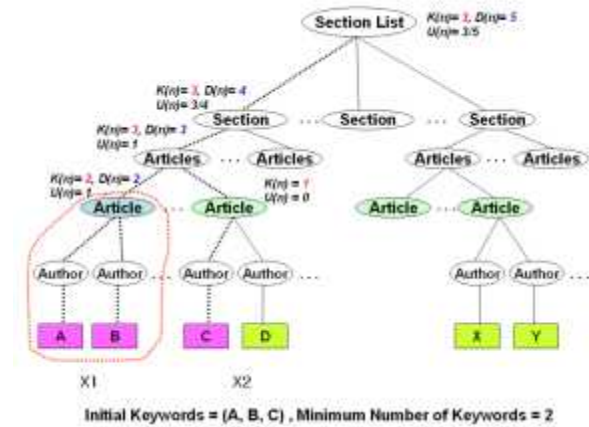 Section List
K(n)= 3, D(n)= 5
U(n)= 3/5
K(n)= 3, D(n)= 4
U(n)= 3/4
Section ... Section ... Section
K(n)= 3, D(n)= 3
U(n)= 1
Articles ... Articles Articles ... Articles
K(n)= 2, D(n)= 2
U(n)= 1
K(n) = 1
U(n) = 0
Article ... Article Article ... Article
Author Author ... Author Author ... Author Author ...
A B C D X Y
X1 X2
Initial Keywords = (A, B, C) , Minimum Number of Keywords = 2